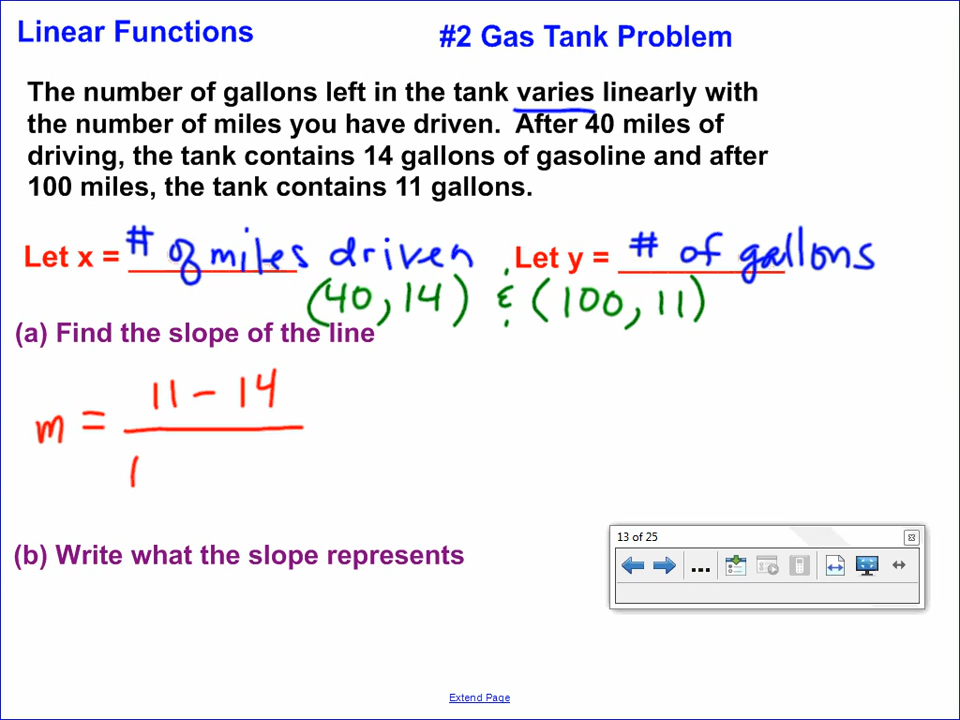 Linear Functions
#2 Gas Tank Problem
The number of gallons left in the tank varies linearly with
the number of miles you have driven. After 40 miles of
driving, the tank contains 14 gallons of gasoline and after
100 miles, the tank contains 11 gallons.
Let x = # of miles driven Let y = # of gallons
(40, 14) & (100, 11)
(a) Find the slope of the line
11 - 14
m =
1
(b) Write what the slope represents
13 of 25
...
Extend Page